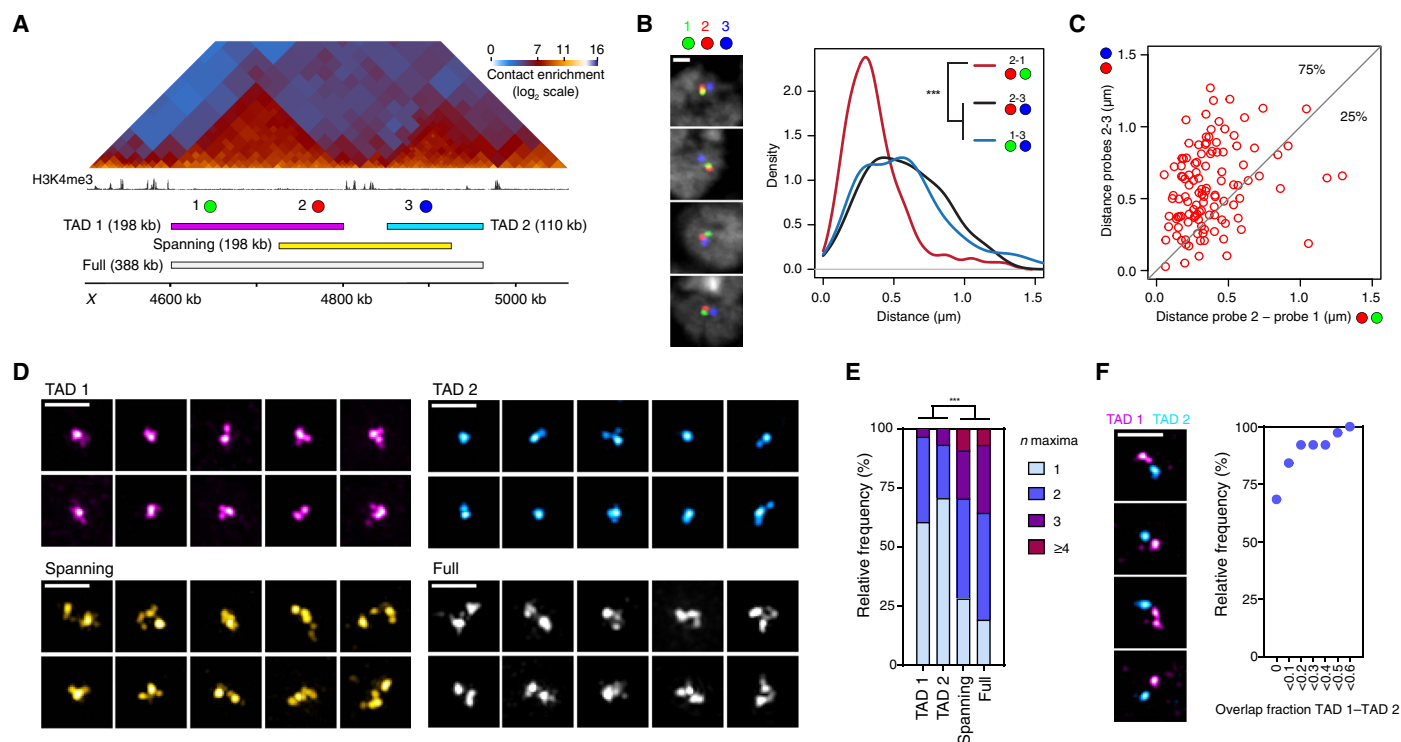 A
0 7 11 16
Contact enrichment
(log2 scale)
H3K4me3
1 2 3
TAD 1 (198 kb)
TAD 2 (110 kb)
Spanning (198 kb)
Full (388 kb)
X 4600 kb 4800 kb 5000 kb
B
1 2 3
Density
2.0
1.5
1.0
0.5
0.0
0.0 0.5 1.0 1.5
Distance (µm)
***
2-1
2-3
1-3
C
Distance probes 2-3 (µm)
1.5
1.0
0.5
0.0
75%
25%
0.0 0.5 1.0 1.5
Distance probe 2 – probe 1 (µm)
D
TAD 1
TAD 2
Spanning
Full
E
***
Relative frequency (%)
100
75
50
25
0
TAD 1
TAD 2
Spanning
Full
n maxima
1
2
3
≥4
F
TAD 1 TAD 2
Relative frequency (%)
100
75
50
25
0
0
<0.1
<0.2
<0.3
<0.4
<0.5
<0.6
Overlap fraction TAD 1–TAD 2